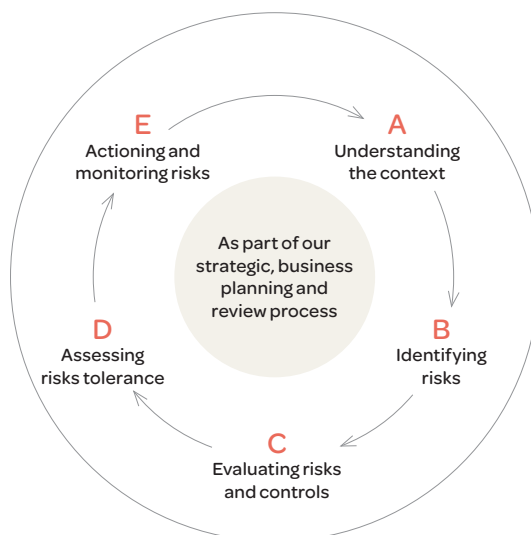 A
Understanding
the context
B
Identifying
risks
C
Evaluating risks
and controls
D
Assessing
risks tolerance
E
Actioning and
monitoring risks
As part of our
strategic, business
planning and
review process